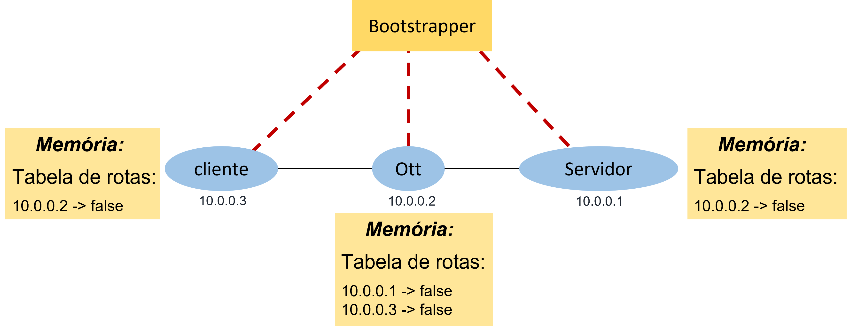 Bootstrapper
Memória:
Tabela de rotas:
10.0.0.2 -> false
cliente
10.0.0.3
Ott
10.0.0.2
Servidor
10.0.0.1
Memória:
Tabela de rotas:
10.0.0.2 -> false
Memória:
Tabela de rotas:
10.0.0.1 -> false
10.0.0.3 -> false